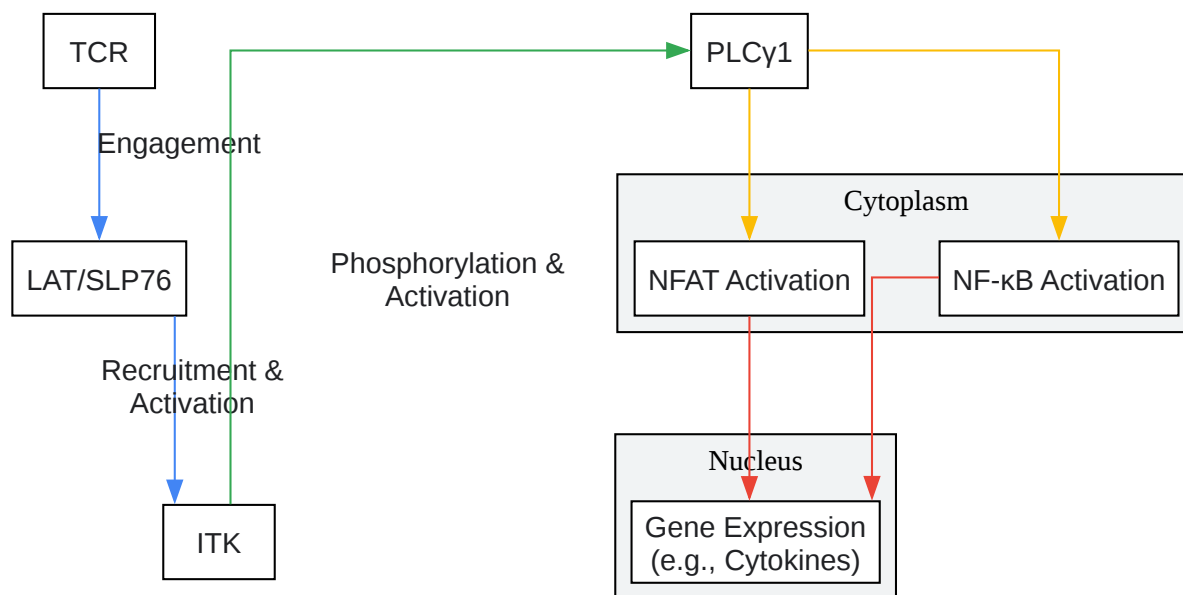 TCR
PLCγ1
Engagement
Cytoplasm
LAT/SLP76
Phosphorylation &
Activation
NFAT Activation
NF-κB Activation
Recruitment &
Activation
Nucleus
ITK
Gene Expression
(e.g., Cytokines)